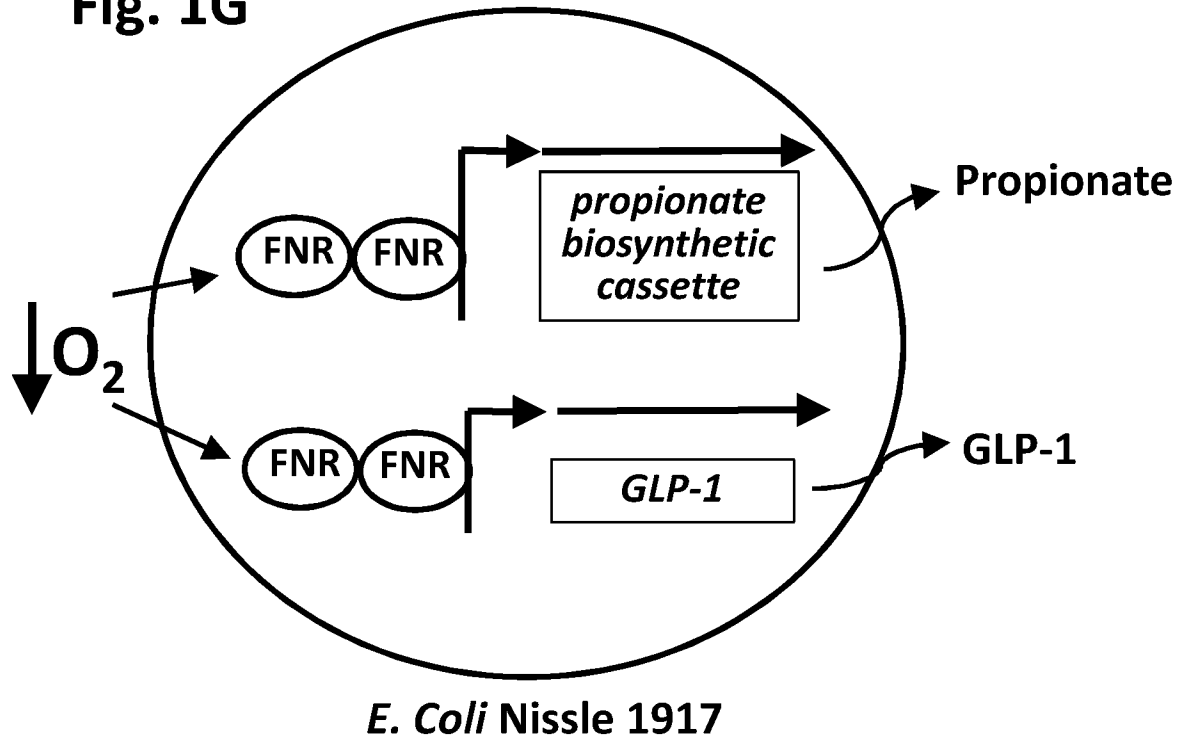 Fig. 1G
propionate
biosynthetic
cassette
Propionate
FNR FNR
↓O₂
FNR FNR
GLP-1
GLP-1
E. Coli Nissle 1917